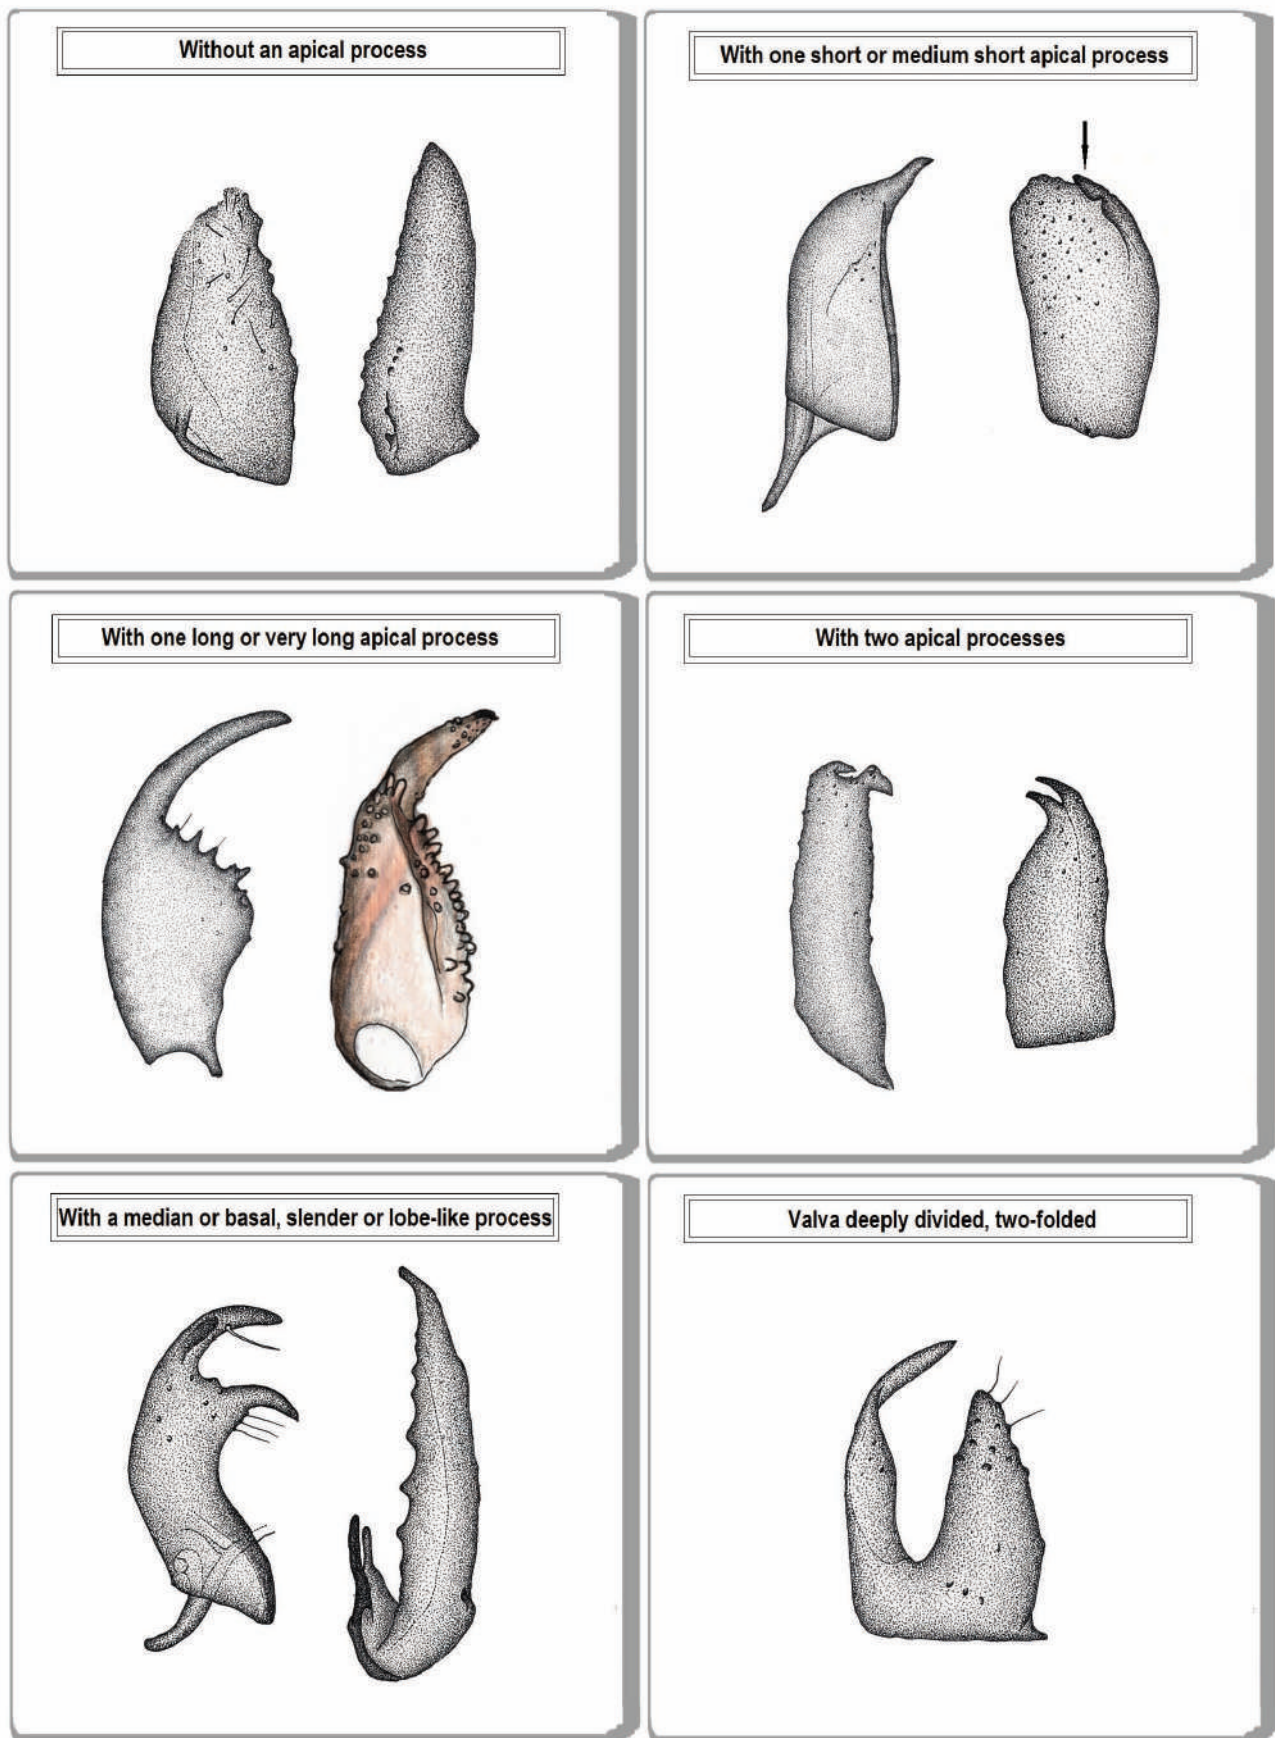 Without an apical process
With one short or medium short apical process
With one long or very long apical process
With two apical processes
With a median or basal, slender or lobe-like process
Valva deeply divided, two-folded